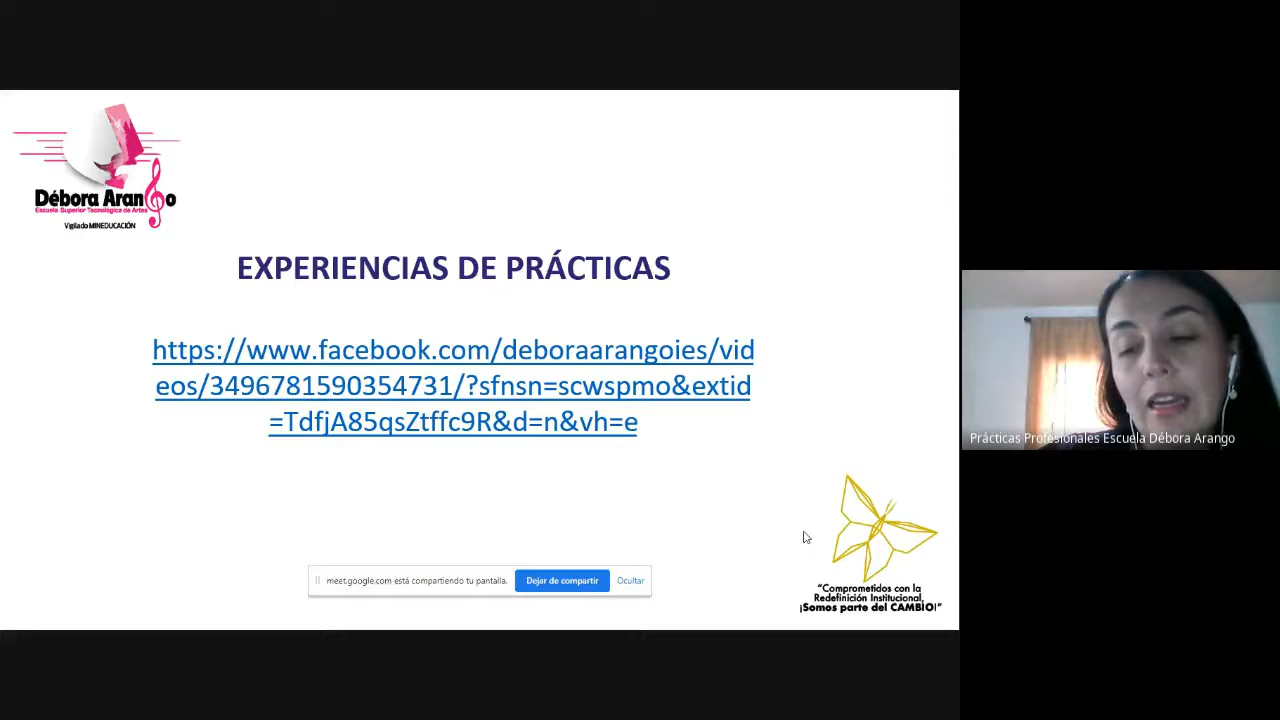 Débora Arango
Escuela Superior Tecnológica de Artes
Vigilado MINEDUCACIÓN
EXPERIENCIAS DE PRÁCTICAS
https://www.facebook.com/deboraarangoies/vid
eos/3496781590354731/?sfnsn=scwspmo&extid
=TdfjA85qsZtffc9R&d=n&vh=e
meet.google.com está compartiendo tu pantalla.
Dejar de compartir
Ocultar
“Comprometidos con la
Redefinición Institucional,
¡Somos parte del CAMBIO!”
Prácticas Profesionales Escuela Débora Arango